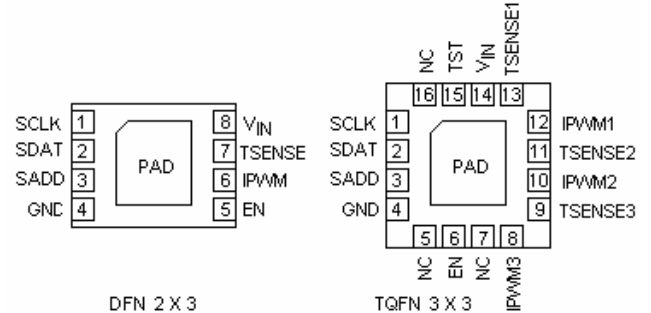 SCLK 1 8 VIN
SDAT 2 7 TSENSE
SADD 3 PAD 6 IPWM
GND 4 5 EN
DFN 2 X 3
NC TST VIN TSENSE1
16 15 14 13
SCLK 1 12 IPWM1
SDAT 2 11 TSENSE2
SADD 3 PAD 10 IPWM2
GND 4 9 TSENSE3
5 6 7 8
NC EN NC IPWM3
TQFN 3 X 3